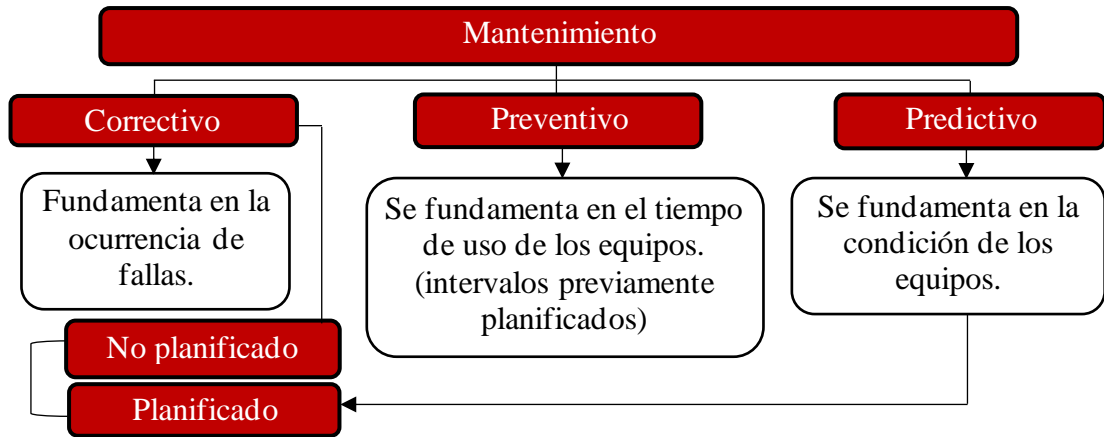 Mantenimiento
Correctivo
Preventivo
Predictivo
Fundamenta en la
ocurrencia de
fallas.
Se fundamenta en el tiempo
de uso de los equipos.
(intervalos previamente
planificados)
Se fundamenta en la
condición de los
equipos.
No planificado
Planificado